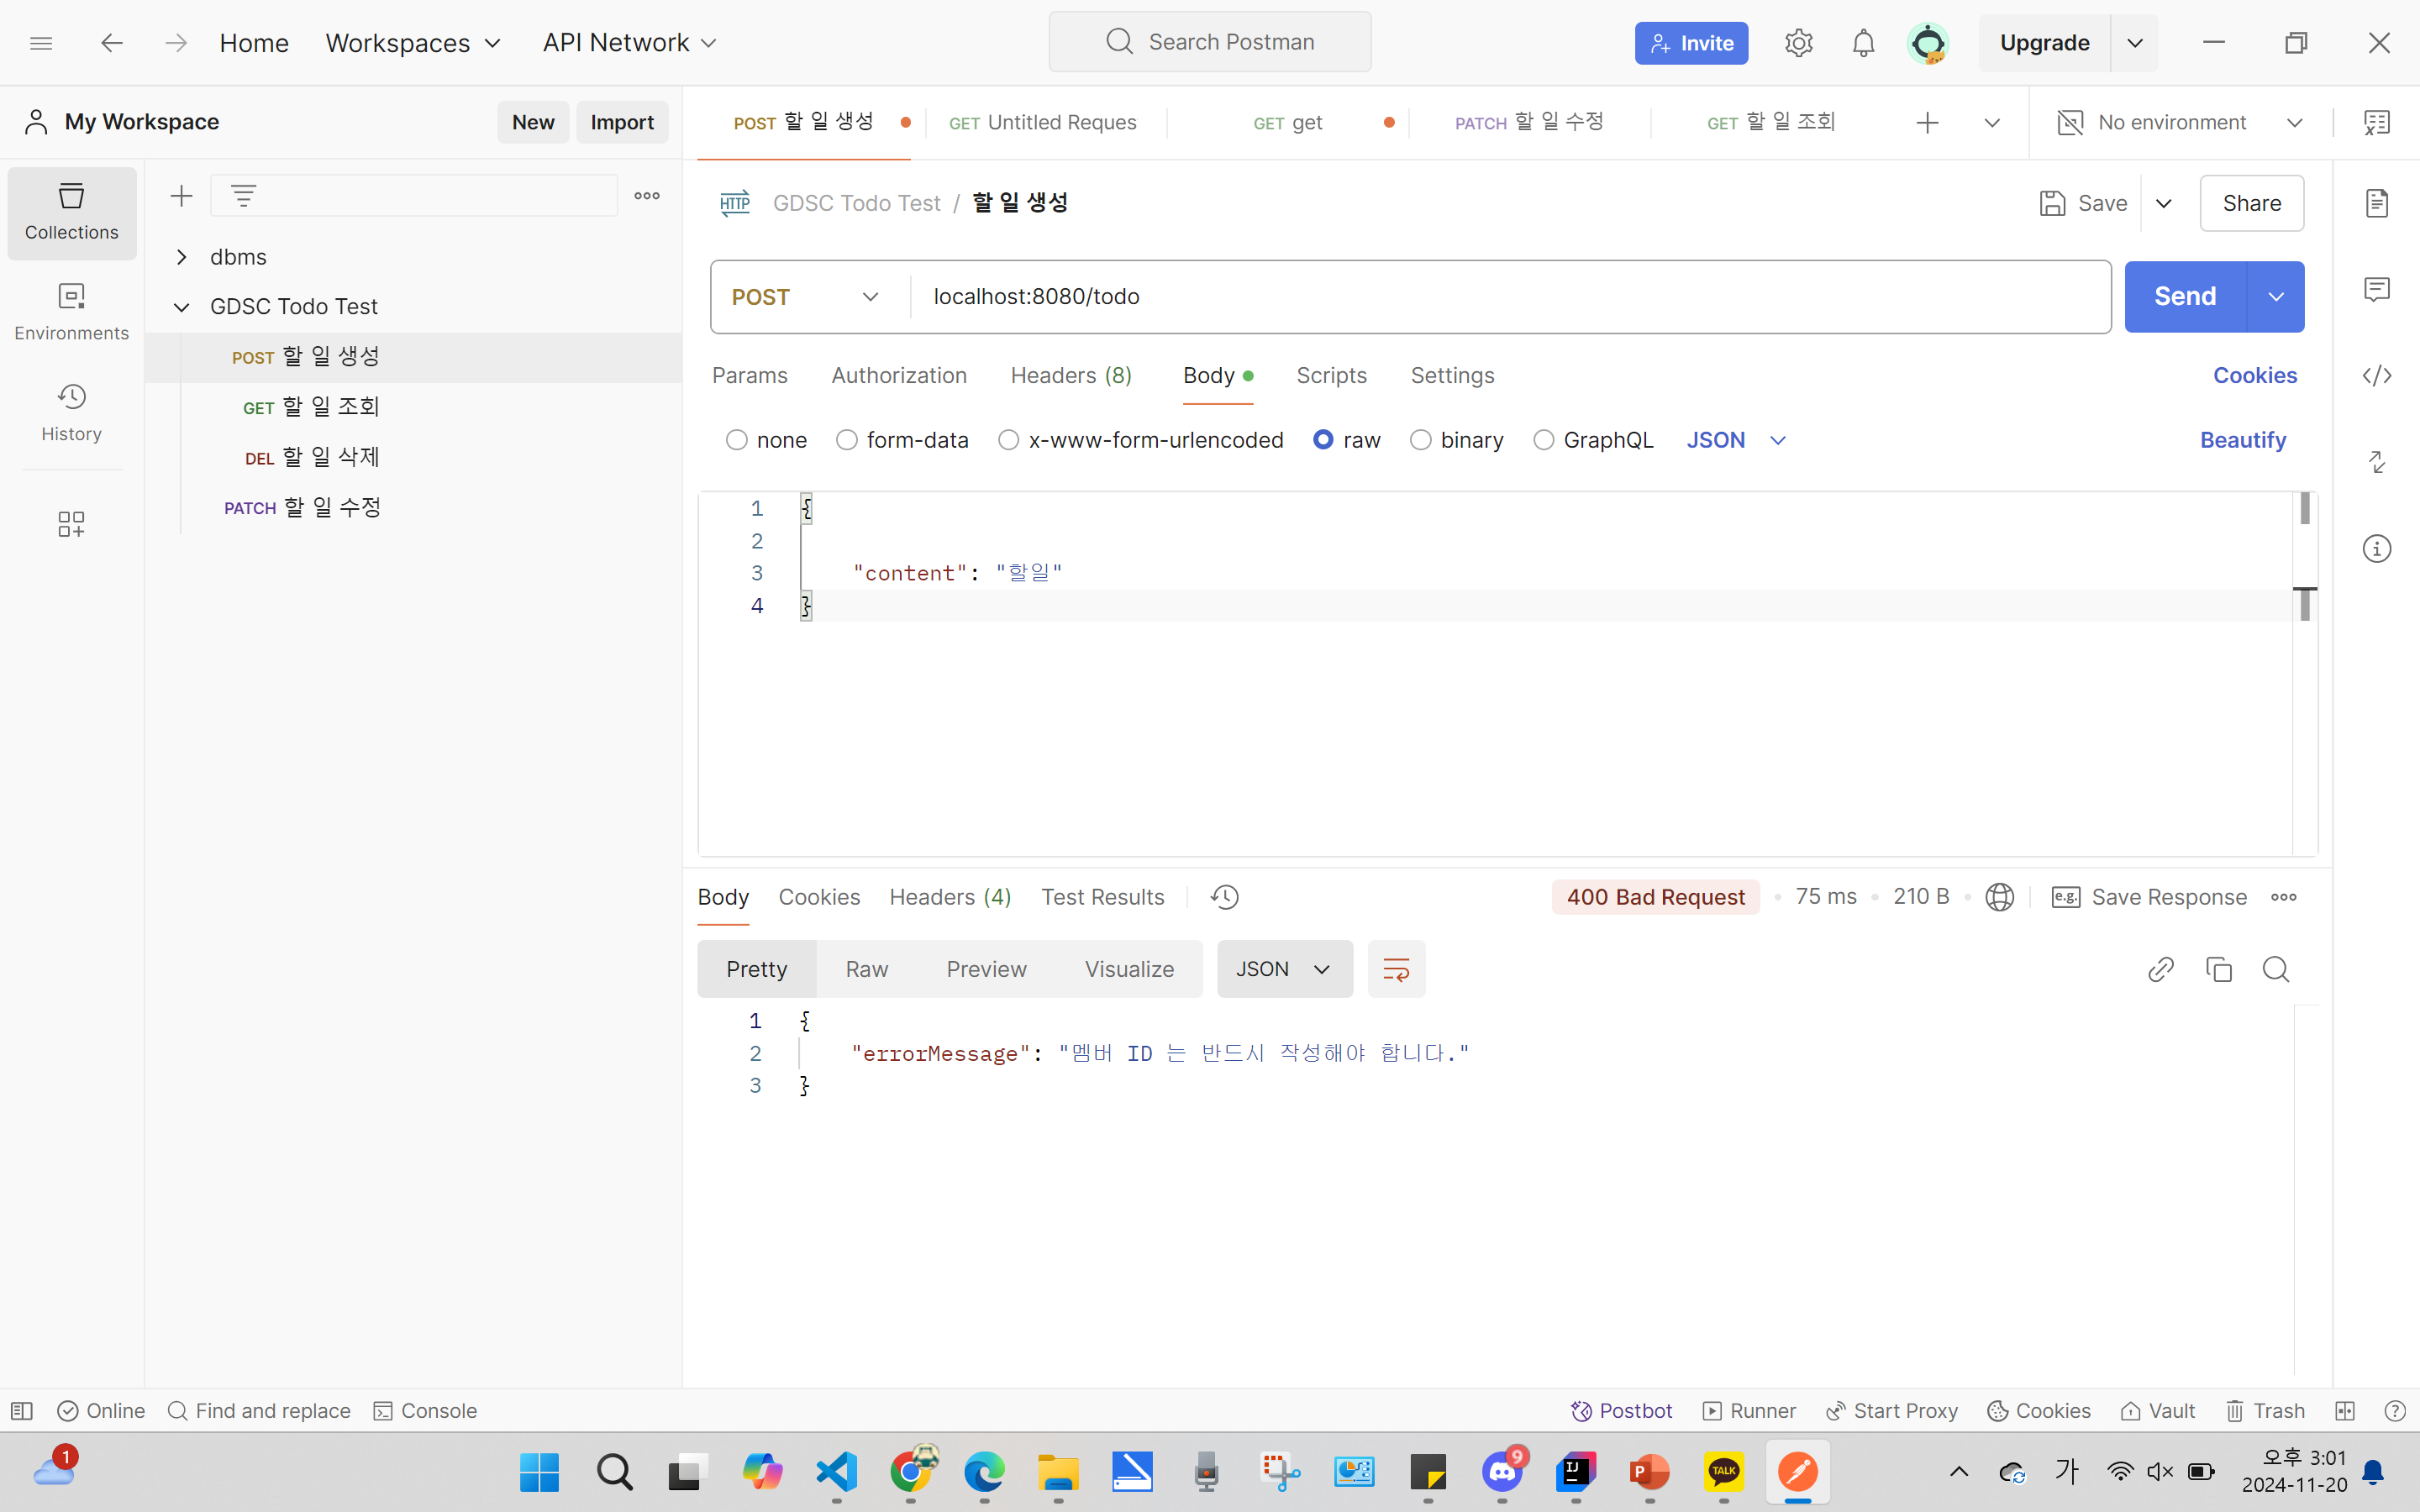 Home Workspaces API Network Search Postman Invite Upgrade
My Workspace New Import POST 할 일 생성 GET Untitled Reques GET get PATCH 할 일 수정 GET 할 일 조회 No environment
Collections
Environments
History
dbms
GDSC Todo Test
POST 할 일 생성
GET 할 일 조회
DEL 할 일 삭제
PATCH 할 일 수정
HTTP GDSC Todo Test / 할 일 생성 Save Share
POST localhost:8080/todo Send
Params Authorization Headers (8) Body Scripts Settings Cookies
none form-data x-www-form-urlencoded raw binary GraphQL JSON Beautify
1 {
2
3 "content": "할일"
4 }
Body Cookies Headers (4) Test Results 400 Bad Request 75 ms 210 B e.g. Save Response
Pretty Raw Preview Visualize JSON
1 {
2 "errorMessage": "멤버 ID 는 반드시 작성해야 합니다."
3 }
Online Find and replace Console Postbot Runner Start Proxy Cookies Vault Trash
1 9 IJ P TALK 가 오후 3:01
2024-11-20